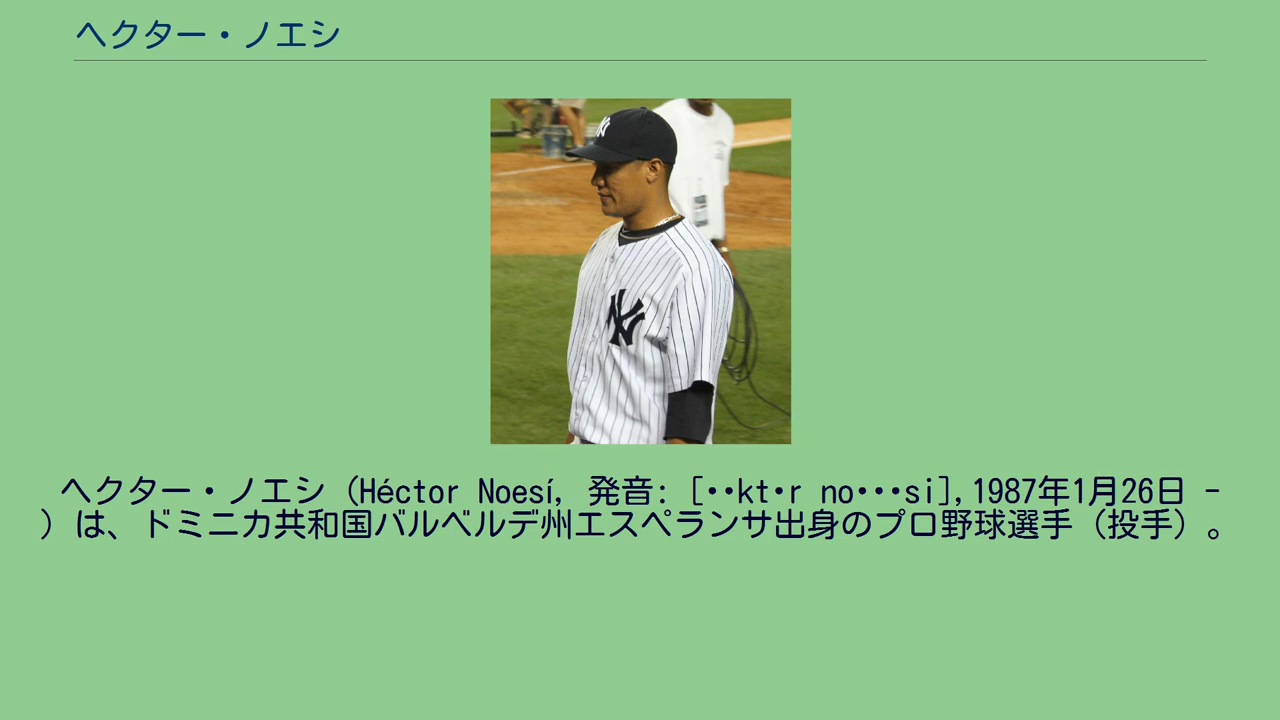 ヘクター・ノエシ
ヘクター・ノエシ（Héctor Noesí, 発音: [••kt•r no•••si],1987年1月26日 -
）は、ドミニカ共和国バルベルデ州エスペランサ出身のプロ野球選手（投手）。